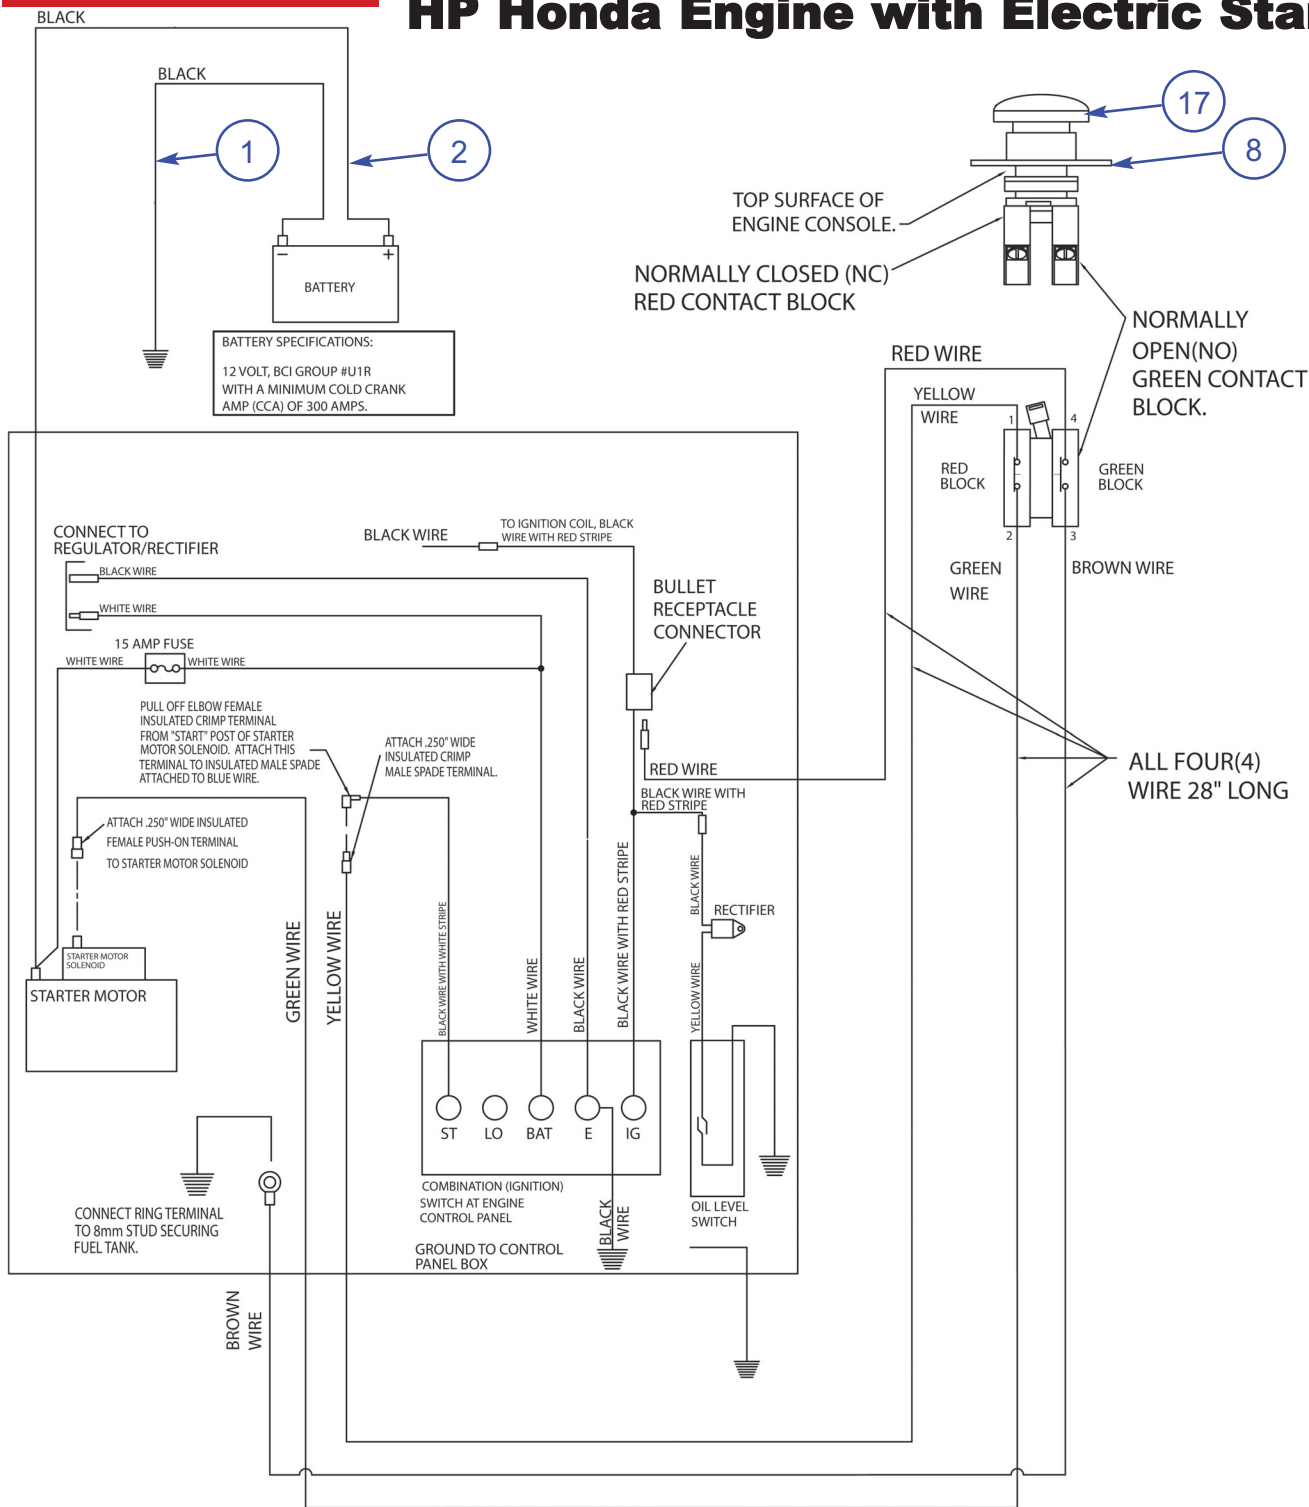 HP Honda Engine with Electric Sta
BLACK
BLACK
1
2
17
8
TOP SURFACE OF
ENGINE CONSOLE.
NORMALLY CLOSED (NC)
RED CONTACT BLOCK
−
+
BATTERY
BATTERY SPECIFICATIONS:
12 VOLT, BCI GROUP #U1R
WITH A MINIMUM COLD CRANK
AMP (CCA) OF 300 AMPS.
NORMALLY
OPEN(NO)
GREEN CONTACT
BLOCK.
RED WIRE
YELLOW
WIRE
1
4
RED
BLOCK
GREEN
BLOCK
2
3
GREEN
WIRE
BROWN WIRE
CONNECT TO
REGULATOR/RECTIFIER
BLACK WIRE
WHITE WIRE
BLACK WIRE
TO IGNITION COIL, BLACK
WIRE WITH RED STRIPE
BULLET
RECEPTACLE
CONNECTOR
15 AMP FUSE
WHITE WIRE
WHITE WIRE
PULL OFF ELBOW FEMALE
INSULATED CRIMP TERMINAL
FROM "START" POST OF STARTER
MOTOR SOLENOID. ATTACH THIS
TERMINAL TO INSULATED MALE SPADE
ATTACHED TO BLUE WIRE.
ATTACH .250" WIDE
INSULATED CRIMP
MALE SPADE TERMINAL.
RED WIRE
BLACK WIRE WITH
RED STRIPE
ALL FOUR(4)
WIRE 28" LONG
ATTACH .250" WIDE INSULATED
FEMALE PUSH-ON TERMINAL
TO STARTER MOTOR SOLENOID
STARTER MOTOR
SOLENOID
STARTER MOTOR
GREEN WIRE
YELLOW WIRE
BLACK WIRE WITH WHITE STRIPE
WHITE WIRE
BLACK WIRE
BLACK WIRE WITH RED STRIPE
BLACK WIRE
RECTIFIER
YELLOW WIRE
ST
LO
BAT
E
IG
COMBINATION (IGNITION)
SWITCH AT ENGINE
CONTROL PANEL
BLACK
WIRE
GROUND TO CONTROL
PANEL BOX
OIL LEVEL
SWITCH
CONNECT RING TERMINAL
TO 8mm STUD SECURING
FUEL TANK.
BROWN
WIRE